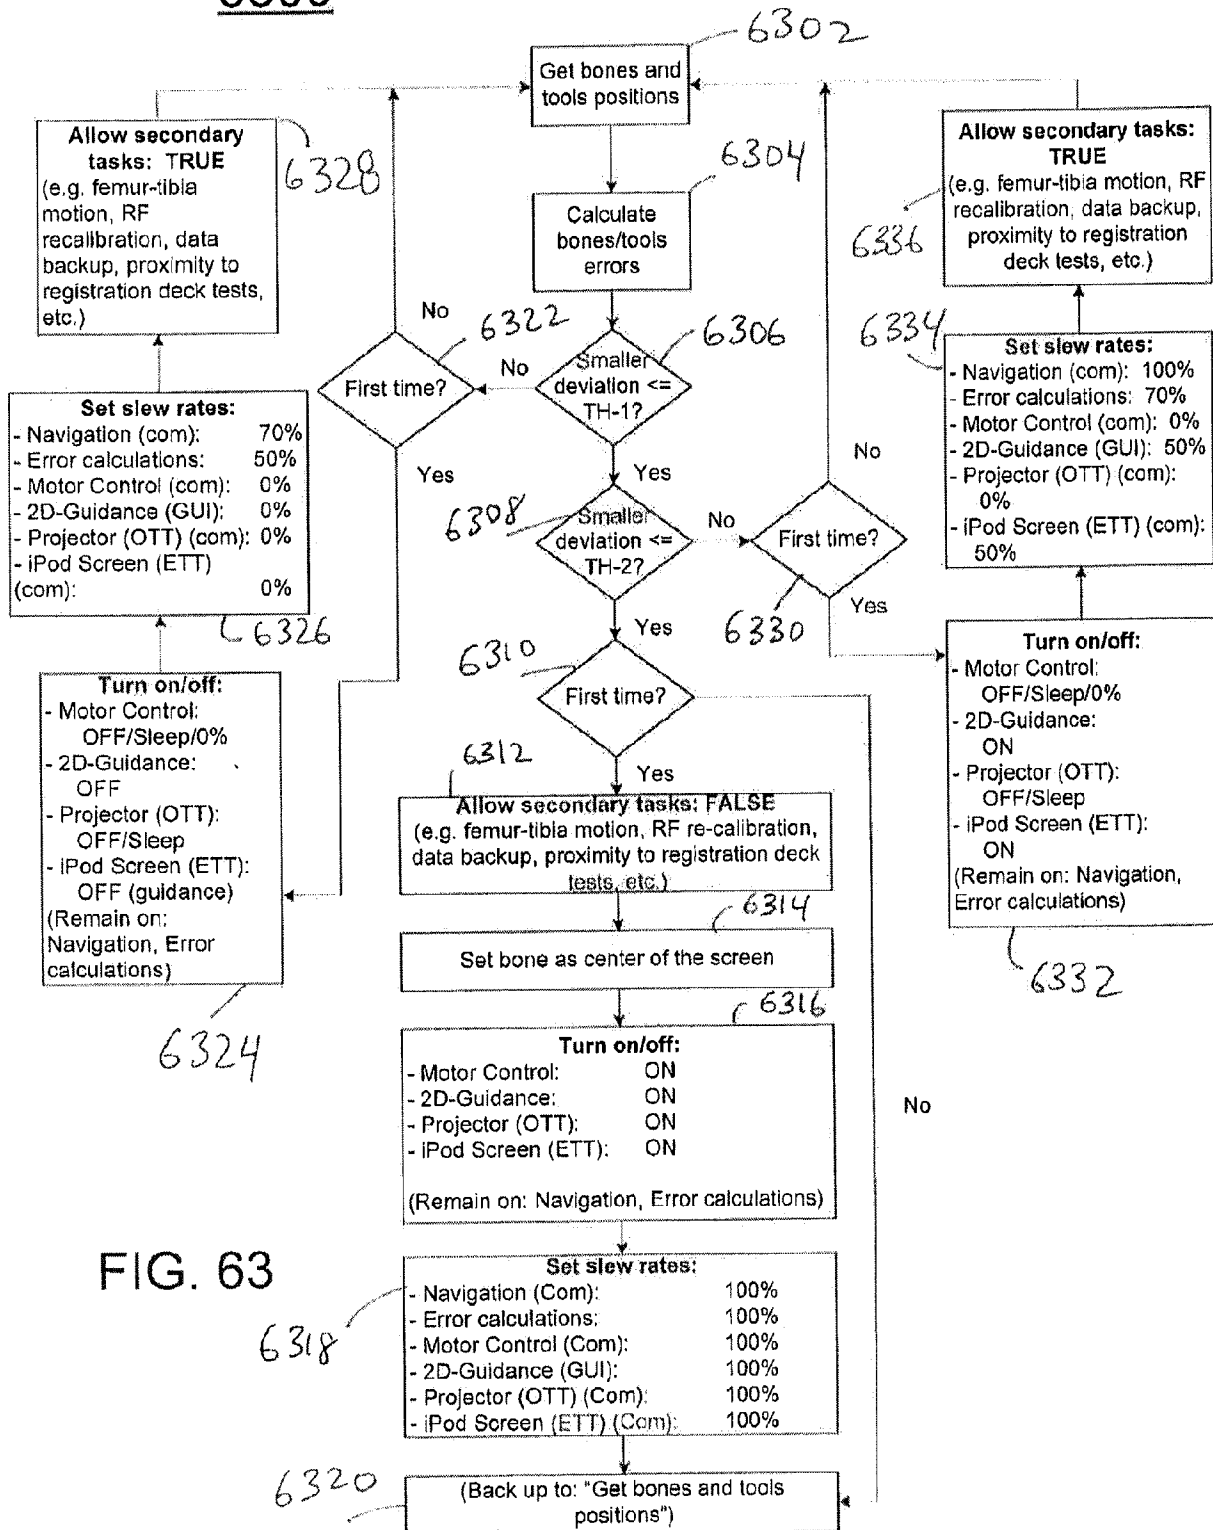 6302
Get bones and
tools positions
Allow secondary
tasks: TRUE
(e.g. femur-tibia
motion, RF
recalibration, data
backup, proximity to
registration deck tests,
etc.)
6328
6304
Calculate
bones/tools
errors
Allow secondary tasks:
TRUE
(e.g. femur-tibia motion, RF
recalibration, data backup,
proximity to registration
deck tests, etc.)
6336
No
6322
First time?
No
6306
Smaller
deviation <=
TH-1?
Yes
Yes
6334
Set slew rates:
- Navigation (com): 100%
- Error calculations: 70%
- Motor Control (com): 0%
- 2D-Guidance (GUI): 50%
- Projector (OTT) (com):
0%
- iPod Screen (ETT) (com):
50%
Set slew rates:
- Navigation (com): 70%
- Error calculations: 50%
- Motor Control (com): 0%
- 2D-Guidance (GUI): 0%
- Projector (OTT) (com): 0%
- iPod Screen (ETT)
(com): 0%
6326
6308
Smaller
deviation <=
TH-2?
No
No
First time?
6330
Yes
Yes
6310
First time?
Turn on/off:
- Motor Control:
OFF/Sleep/0%
- 2D-Guidance:
OFF
- Projector (OTT):
OFF/Sleep
- iPod Screen (ETT):
OFF (guidance)
(Remain on:
Navigation, Error
calculations)
6324
Turn on/off:
- Motor Control:
OFF/Sleep/0%
- 2D-Guidance:
ON
- Projector (OTT):
OFF/Sleep
- iPod Screen (ETT):
ON
(Remain on: Navigation,
Error calculations)
6332
6312
Yes
Allow secondary tasks: FALSE
(e.g. femur-tibia motion, RF re-calibration,
data backup, proximity to registration deck
tests, etc.)
6314
Set bone as center of the screen
6316
Turn on/off:
- Motor Control: ON
- 2D-Guidance: ON
- Projector (OTT): ON
- iPod Screen (ETT): ON
(Remain on: Navigation, Error calculations)
No
FIG. 63
6318
Set slew rates:
- Navigation (Com): 100%
- Error calculations: 100%
- Motor Control (Com): 100%
- 2D-Guidance (GUI): 100%
- Projector (OTT) (Com): 100%
- iPod Screen (ETT) (Com): 100%
6320
(Back up to: "Get bones and tools
positions")